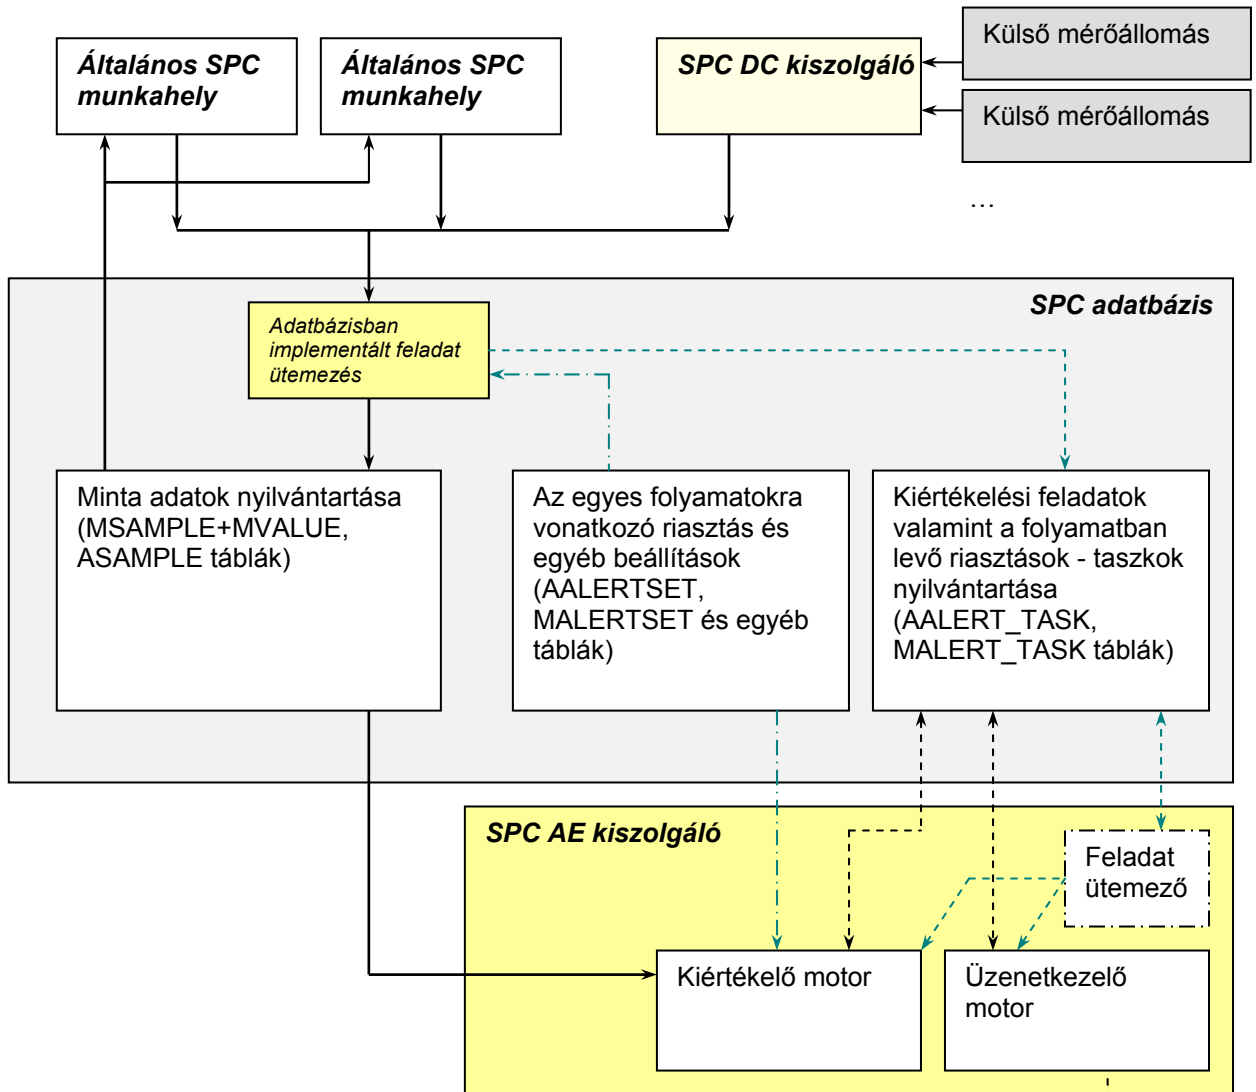 Általános SPC
munkahely
Általános SPC
munkahely
SPC DC kiszolgáló
Külső mérőállomás
Külső mérőállomás
…
SPC adatbázis
Adatbázisban
implementált feladat
ütemezés
Minta adatok nyilvántartása
(MSAMPLE+MVALUE,
ASAMPLE táblák)
Az egyes folyamatokra
vonatkozó riasztás és
egyéb beállítások
(AALERTSET,
MALERTSET és egyéb
táblák)
Kiértékelési feladatok
valamint a folyamatban
levő riasztások - taszkok
nyilvántartása
(AALERT_TASK,
MALERT_TASK táblák)
SPC AE kiszolgáló
Feladat
ütemező
Kiértékelő motor
Üzenetkezelő
motor